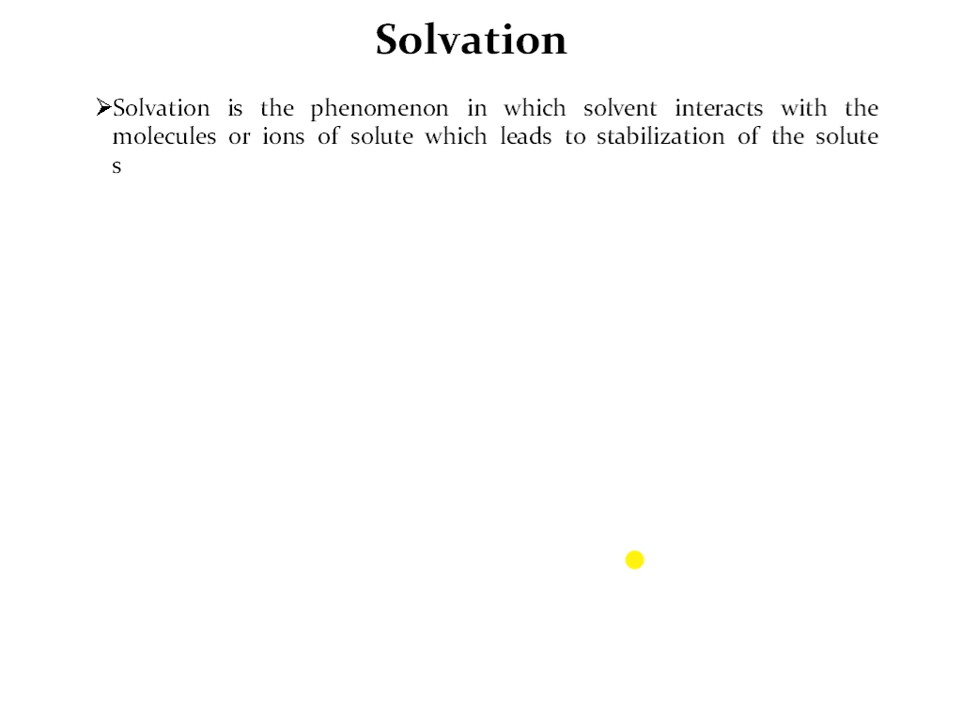 Solvation
➢Solvation is the phenomenon in which solvent interacts with the
molecules or ions of solute which leads to stabilization of the solute
s